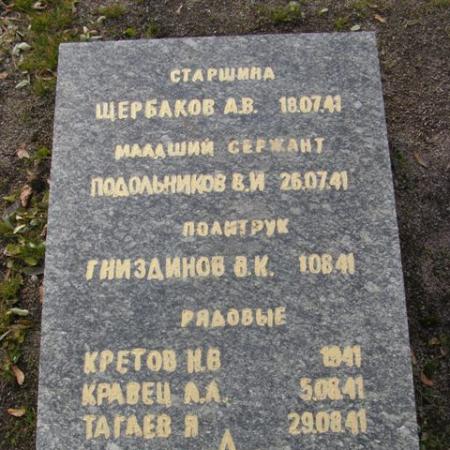 СТАРШИНА
ЩЕРБАКОВ А.В. 18.07.41
МЛАДШИЙ СЕРЖАНТ
ПОДОЛЬНИКОВ В.И 26.07.41
ПОЛИТРУК
ГНИЗДИНОВ В.К. 1.08.41
РЯДОВЫЕ
КРЕТОВ Н.В 1941
КРАВЕЦ А.Л. 5.08.41
ТАГАЕВ Я 29.08.41